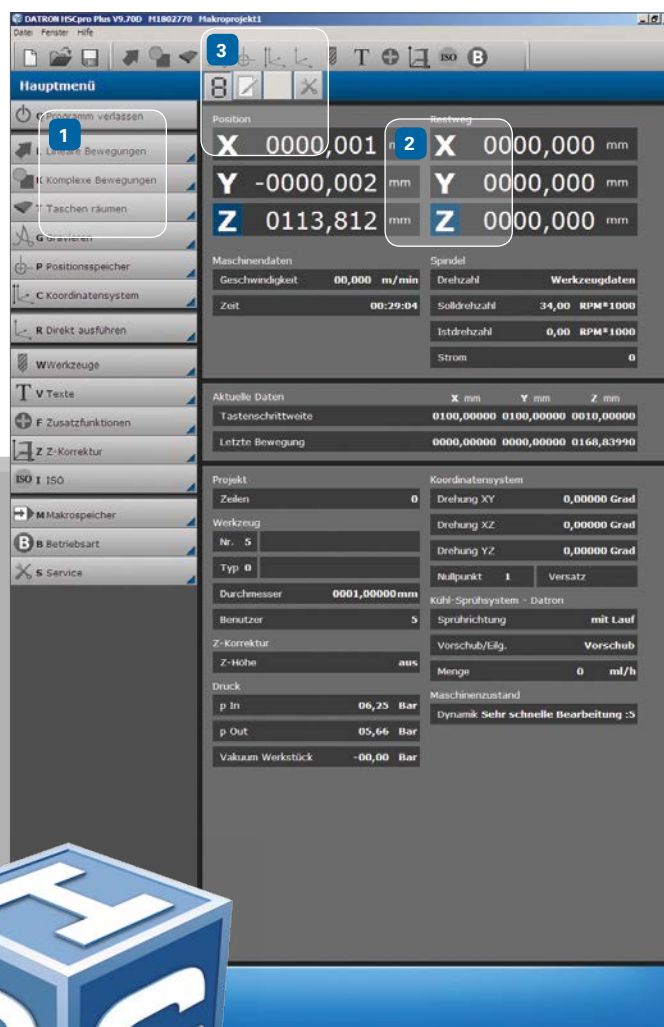 DATRON HSCpro Plus V9.70D M1802770 Makroprojekt1
Datei Fenster Hilfe
T ISO B
3
Hauptmenü
Programm verlassen
1
Lineare Bewegungen
K Komplexe Bewegungen
T Taschen räumen
G Gravieren
P Positionsspeicher
C Koordinatensystem
R Direkt ausführen
W Werkzeuge
T V Texte
F Zusatzfunktionen
Z Z-Korrektur
ISO I ISO
M Makrospeicher
B B Betriebsart
S Service
Position
X 0000,001
Y -0000,002 mm
Z 0113,812 mm
2
Restweg
X 0000,000 mm
Y 0000,000 mm
Z 0000,000 mm
Maschinendaten
Geschwindigkeit 00,000 m/min
Zeit 00:29:04
Spindel
Drehzahl Werkzeugdaten
Solldrehzahl 34,00 RPM*1000
Istdrehzahl 0,00 RPM*1000
Strom 0
Aktuelle Daten X mm Y mm Z mm
Tastenschrittweite 0100,00000 0100,00000 0010,00000
Letzte Bewegung 0000,00000 0000,00000 0168,83990
Projekt
Zeilen 0
Werkzeug
Nr. 5
Typ 0
Durchmesser 0001,00000mm
Benutzer 5
Z-Korrektur
Z-Höhe aus
Druck
p In 06,25 Bar
p Out 05,66 Bar
Vakuum Werkstück -00,00 Bar
Koordinatensystem
Drehung XY 0,00000 Grad
Drehung XZ 0,00000 Grad
Drehung YZ 0,00000 Grad
Nullpunkt 1 Versatz
Kühl-Sprühsystem - Datron
Sprührichtung mit Lauf
Vorschub/Eilg. Vorschub
Menge 0 ml/h
Maschinenzustand
Dynamik Sehr schnelle Bearbeitung :5
H
C